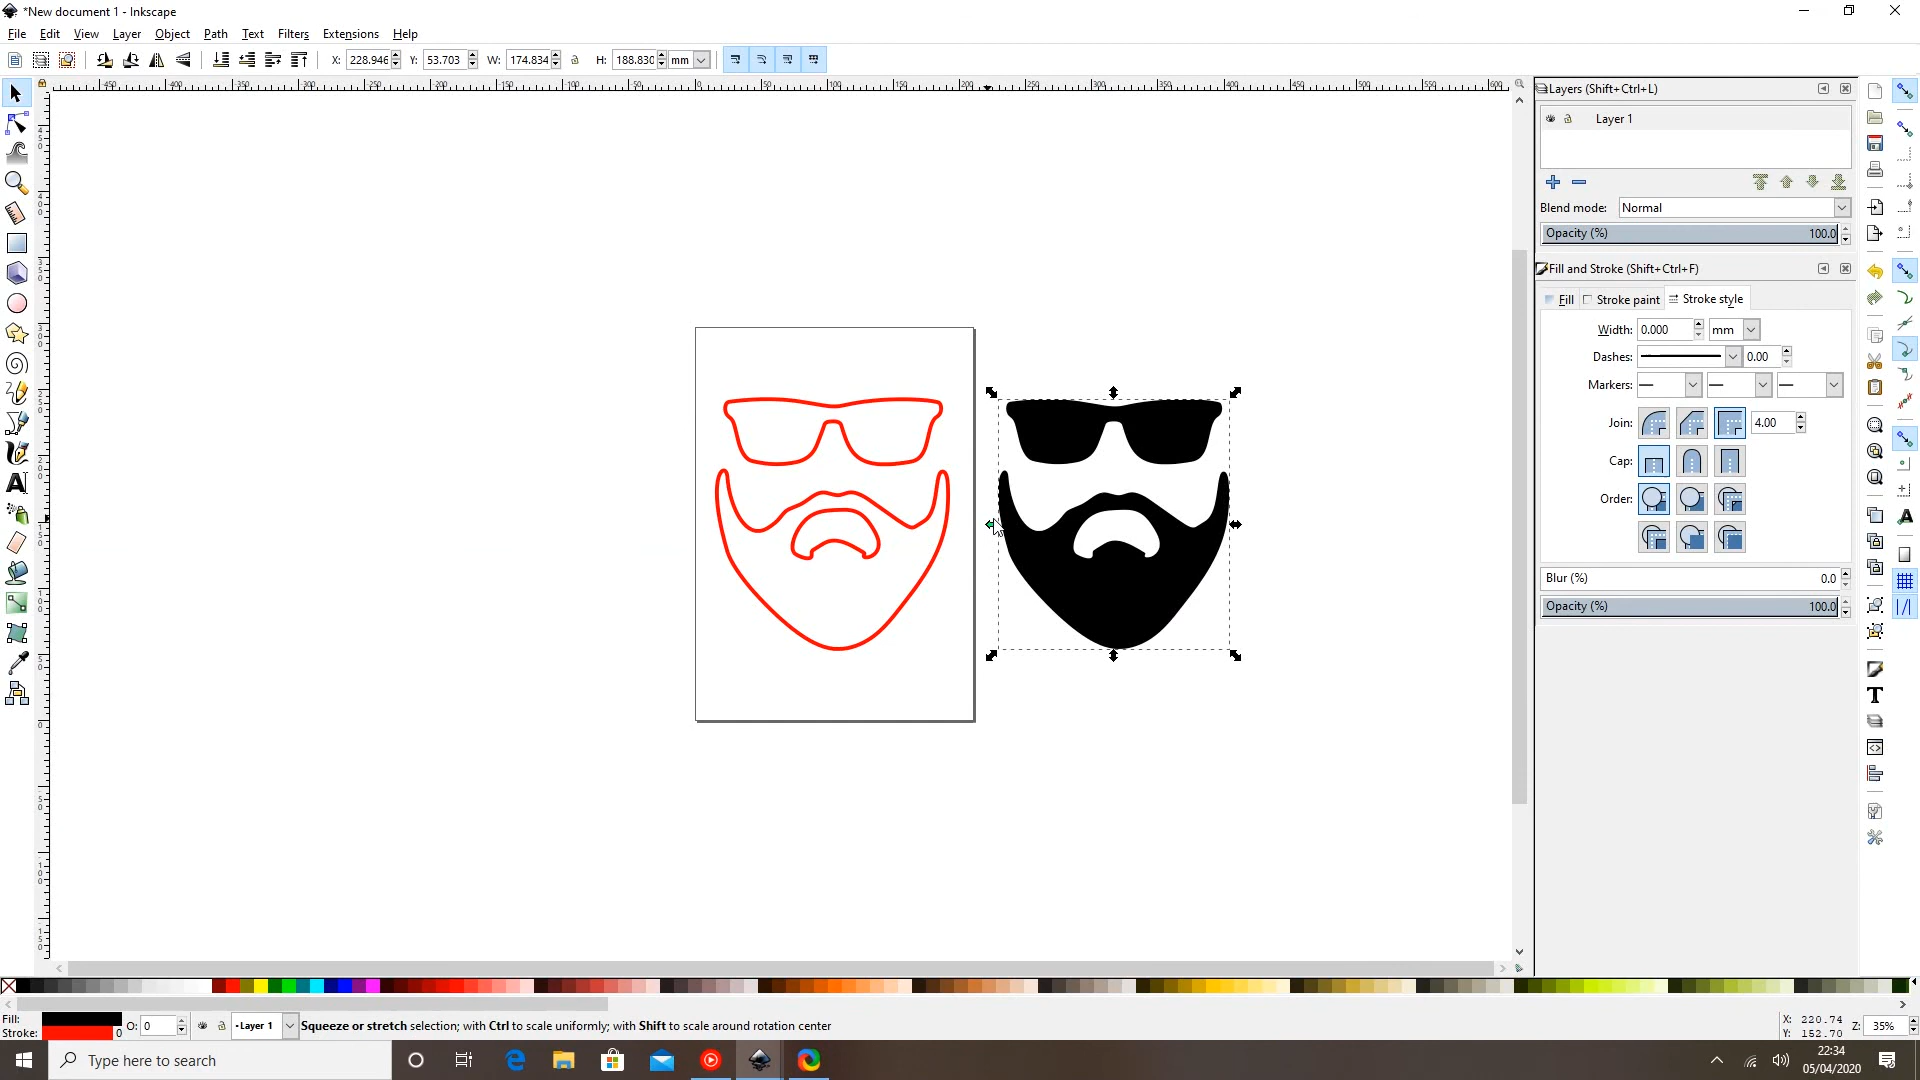 *New document 1 - Inkscape
File Edit View Layer Object Path Text Filters Extensions Help
X: 228.946 Y: 53.703 W: 174.834 H: 188.830 mm
Layers (Shift+Ctrl+L)
Layer 1
Blend mode: Normal
Opacity (%) 100.0
Fill and Stroke (Shift+Ctrl+F)
Fill Stroke paint Stroke style
Width: 0.000 mm
Dashes: 0.00
Markers:
Join: 4.00
Cap:
Order:
Blur (%) 0.0
Opacity (%) 100.0
Fill:
Stroke: 0
O: 0
Layer 1
Squeeze or stretch selection; with Ctrl to scale uniformly; with Shift to scale around rotation center
X: 220.74
Y: 152.70
Z: 35%
Type here to search
22:34
05/04/2020